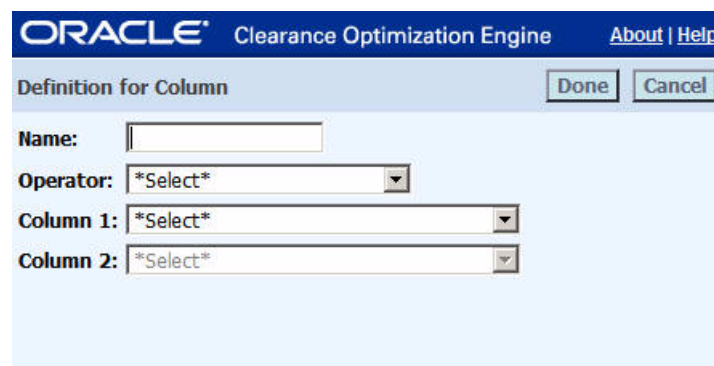 ORACLE® Clearance Optimization Engine About | Help
Definition for Column Done Cancel
Name:
Operator: *Select*
Column 1: *Select*
Column 2: *Select*